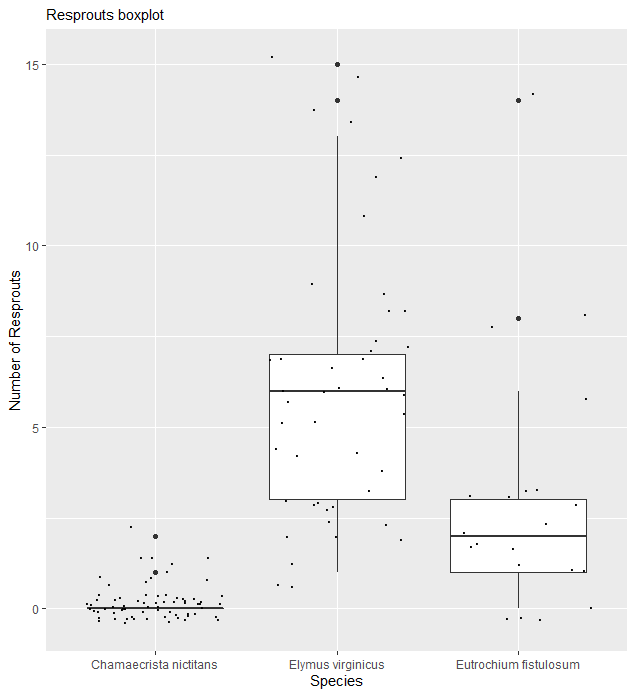 Resprouts boxplot
15
10
5
0
Number of Resprouts
Chamaecrista nictitans
Elymus virginicus
Eutrochium fistulosum
Species